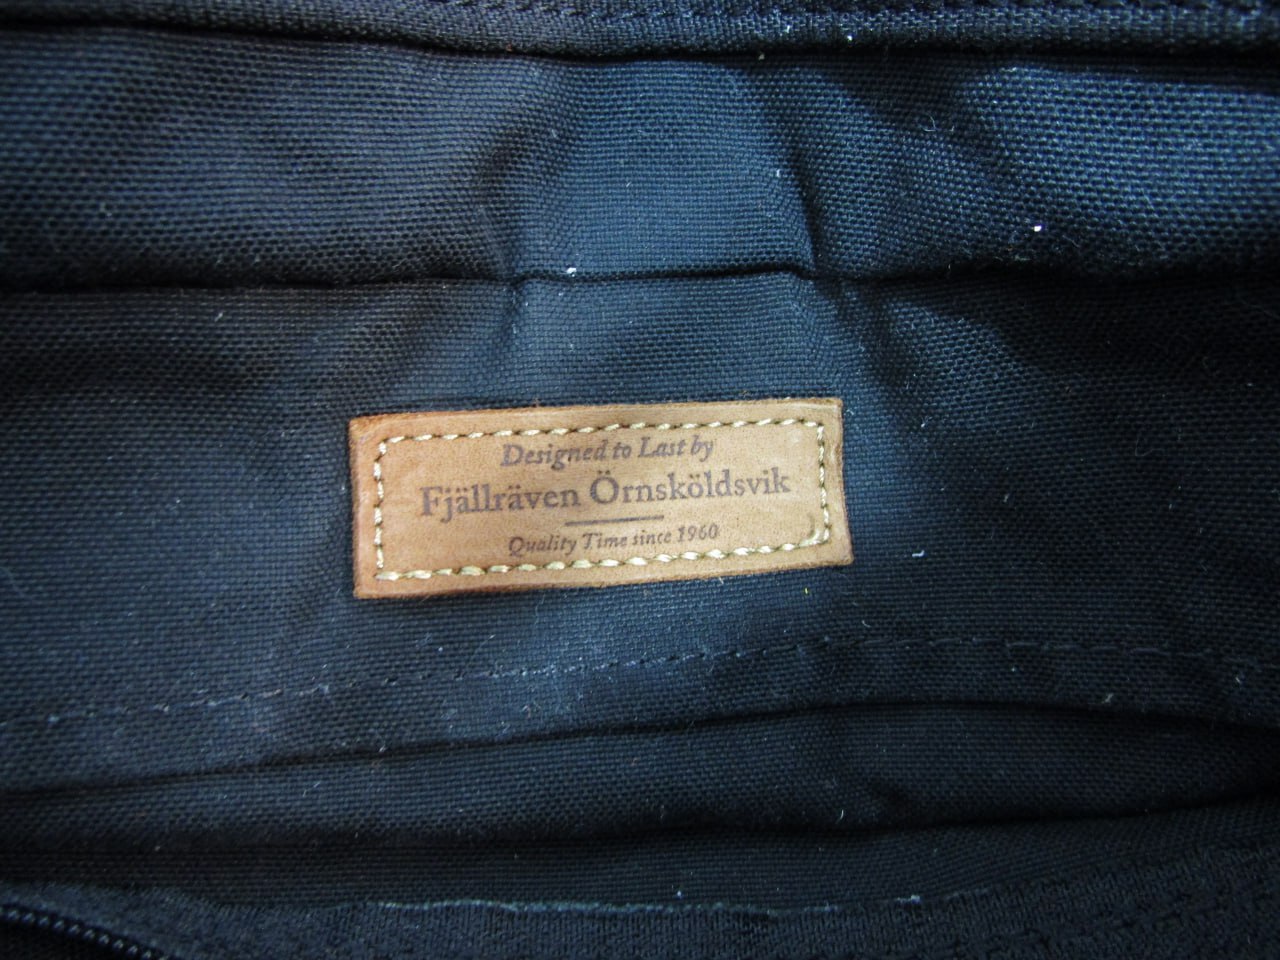 Designed to Last by
Fjällräven Örnsköldsvik
Quality Time since 1960